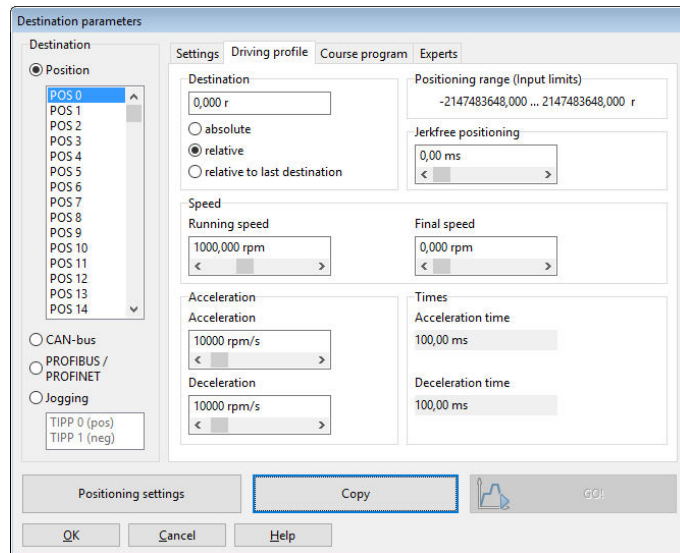 Destination parameters
Destination
Position
POS 0
POS 1
POS 2
POS 3
POS 4
POS 5
POS 6
POS 7
POS 8
POS 9
POS 10
POS 11
POS 12
POS 13
POS 14
CAN-bus
PROFIBUS /
PROFINET
Jogging
TIPP 0 (pos)
TIPP 1 (neg)
Settings Driving profile Course program Experts
Destination
0,000 r
absolute
relative
relative to last destination
Positioning range (Input limits)
-2147483648,000 ... 2147483648,000 r
Jerkfree positioning
0,00 ms
Speed
Running speed
1000,000 rpm
Final speed
0,000 rpm
Acceleration
Acceleration
10000 rpm/s
Deceleration
10000 rpm/s
Times
Acceleration time
100,00 ms
Deceleration time
100,00 ms
Positioning settings
Copy
GO!
OK
Cancel
Help